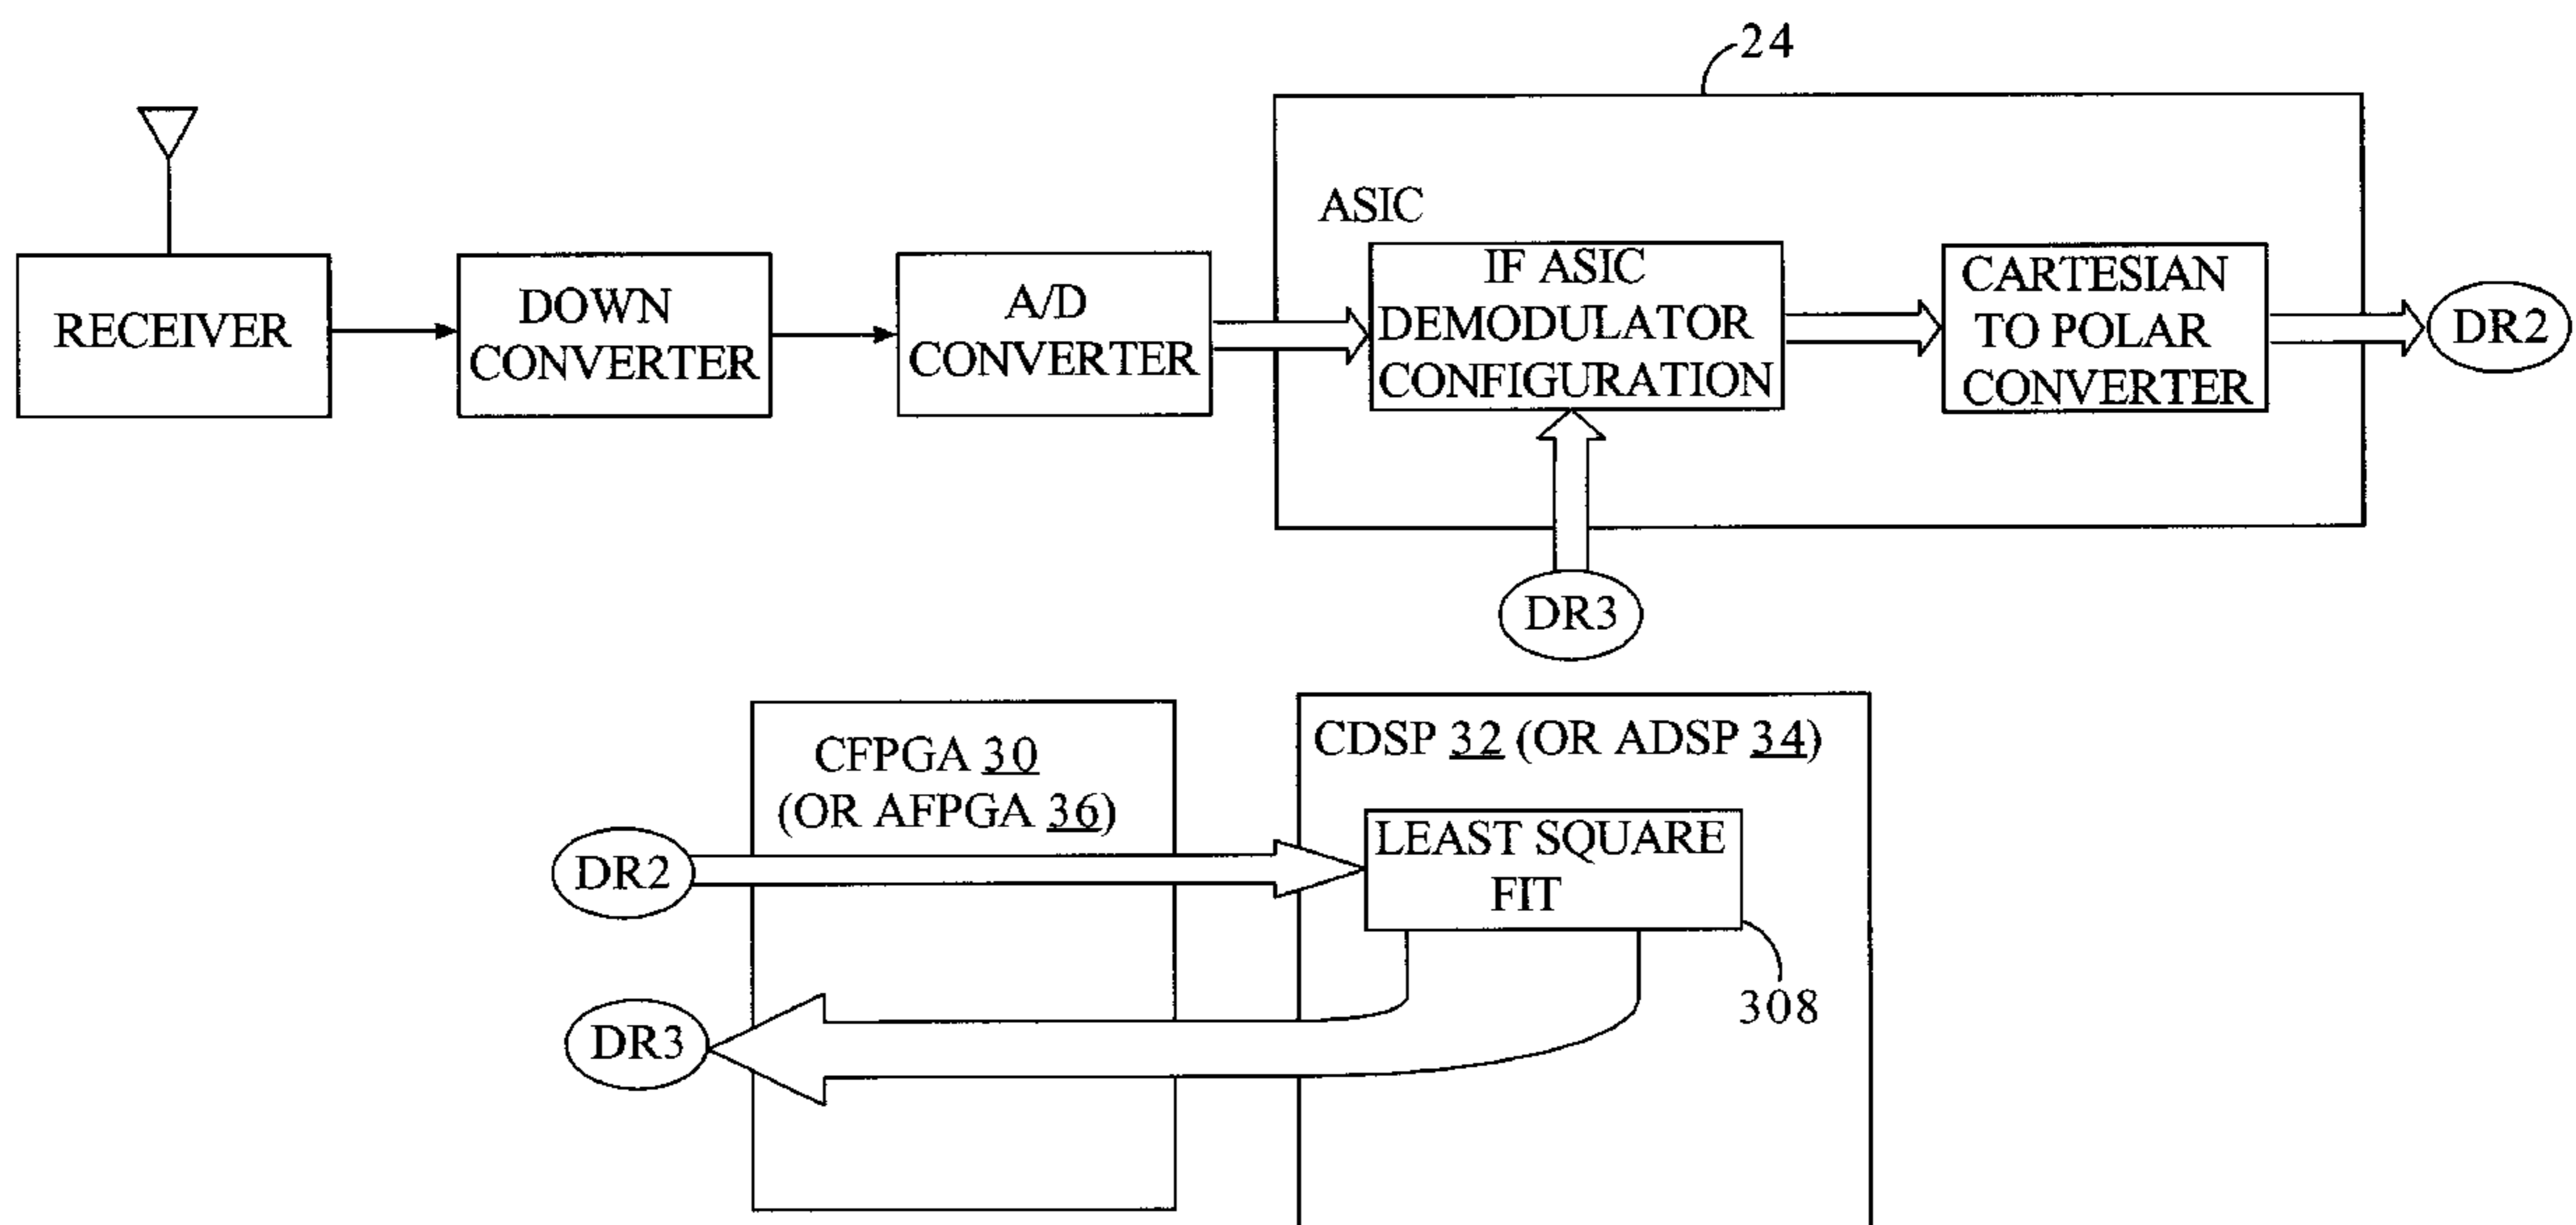 24
ASIC
RECEIVER
DOWN
CONVERTER
A/D
CONVERTER
IF ASIC
DEMODULATOR
CONFIGURATION
CARTESIAN
TO POLAR
CONVERTER
DR2
DR3
CFPGA 30
(OR AFPGA 36)
CDSP 32 (OR ADSP 34)
DR2
LEAST SQUARE
FIT
308
DR3